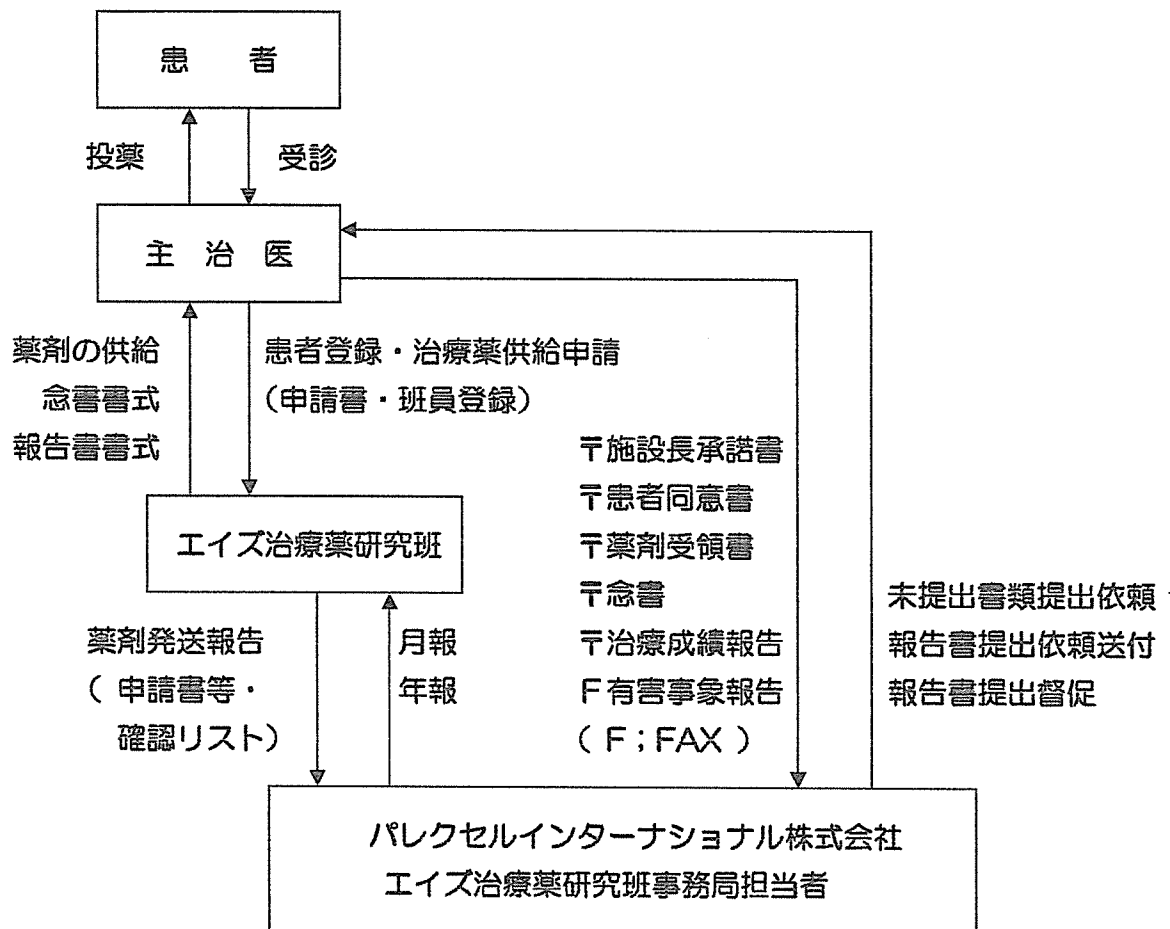 患 者
投薬
受診
主 治 医
薬剤の供給
念書書式
報告書書式
患者登録・治療薬供給申請
（申請書・班員登録）
エイズ治療薬研究班
薬剤発送報告
（ 申請書等・
確認リスト）
月報
年報
〒施設長承諾書
〒患者同意書
〒薬剤受領書
〒念書
〒治療成績報告
F有害事象報告
（ F；FAX ）
未提出書類提出依頼
報告書提出依頼送付
報告書提出督促
パレクセルインターナショナル株式会社
エイズ治療薬研究班事務局担当者